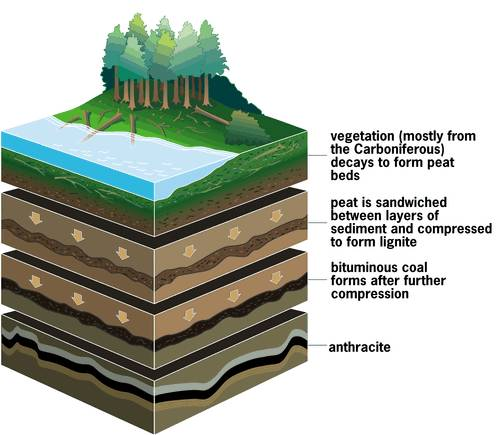 vegetation (mostly from
the Carboniferous)
decays to form peat
beds
peat is sandwiched
between layers of
sediment and compressed
to form lignite
bituminous coal
forms after further
compression
anthracite